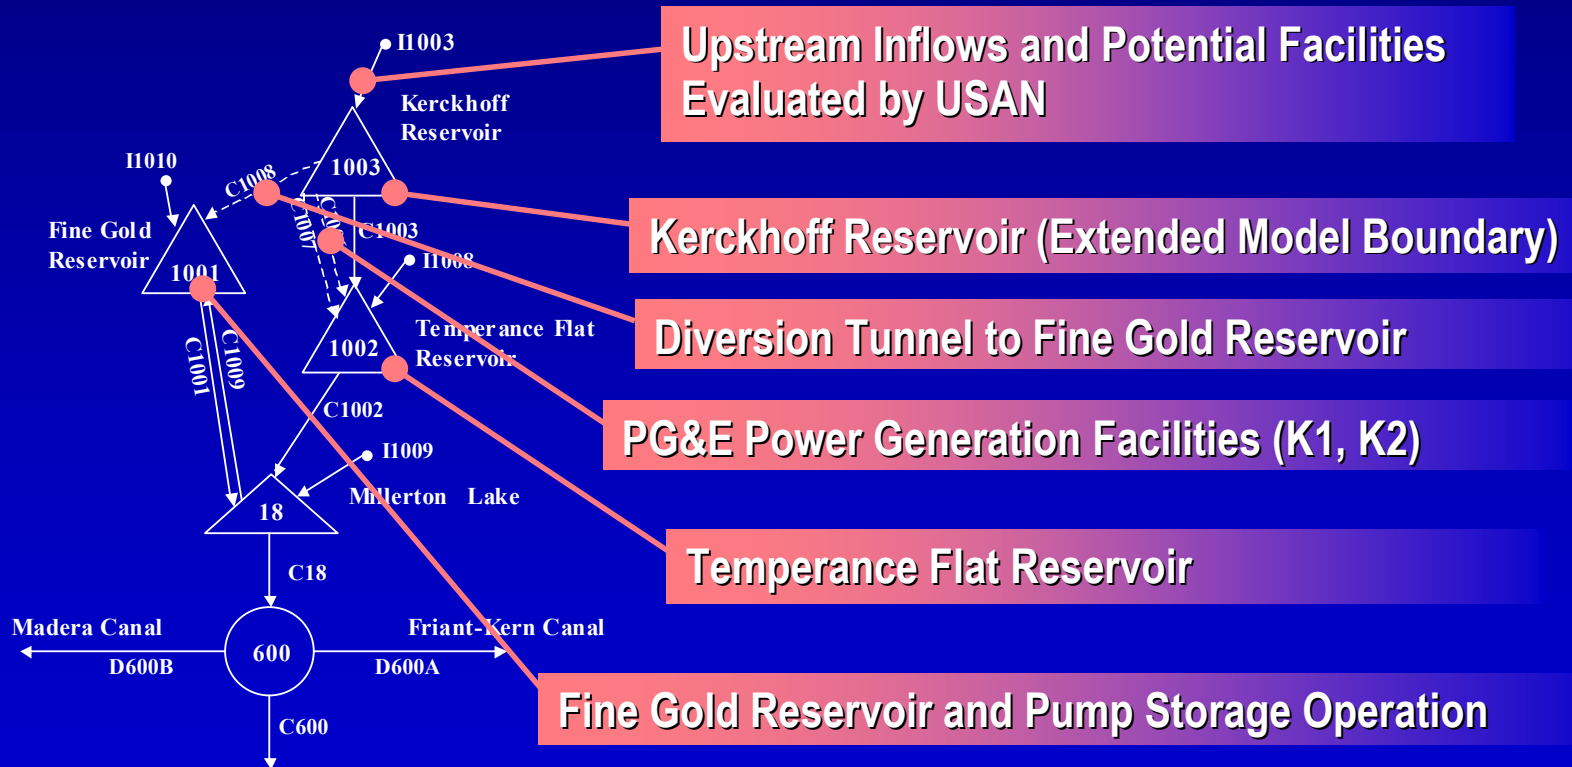 I1003
Upstream Inflows and Potential Facilities
Evaluated by USAN
Kerckhoff
Reservoir
I1010
C1008
1003
Kerckhoff Reservoir (Extended Model Boundary)
Fine Gold
Reservoir
C1007
C1003
1001
I1008
Diversion Tunnel to Fine Gold Reservoir
Temperance Flat
Reservoir
1002
C1001
C1009
C1002
PG&E Power Generation Facilities (K1, K2)
I1009
Millerton Lake
18
Temperance Flat Reservoir
C18
Madera Canal
Friant-Kern Canal
600
D600B
D600A
Fine Gold Reservoir and Pump Storage Operation
C600